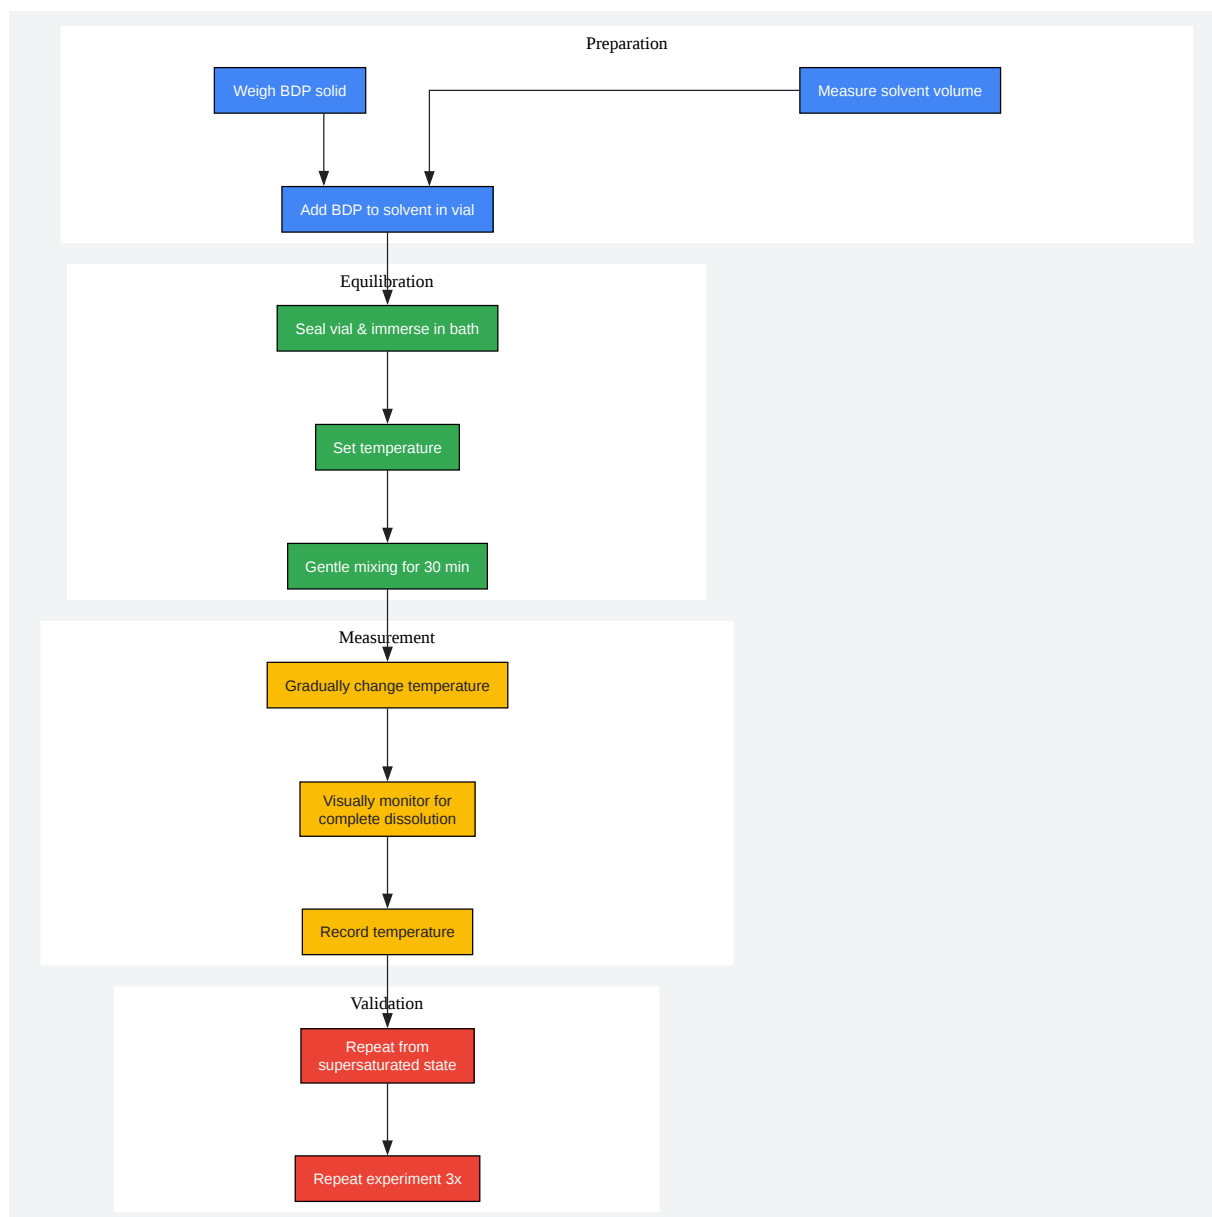 Preparation
Weigh BDP solid
Measure solvent volume
Add BDP to solvent in vial
Equilibration
Seal vial & immerse in bath
Set temperature
Gentle mixing for 30 min
Measurement
Gradually change temperature
Visually monitor for
complete dissolution
Record temperature
Validation
Repeat from
supersaturated state
Repeat experiment 3x